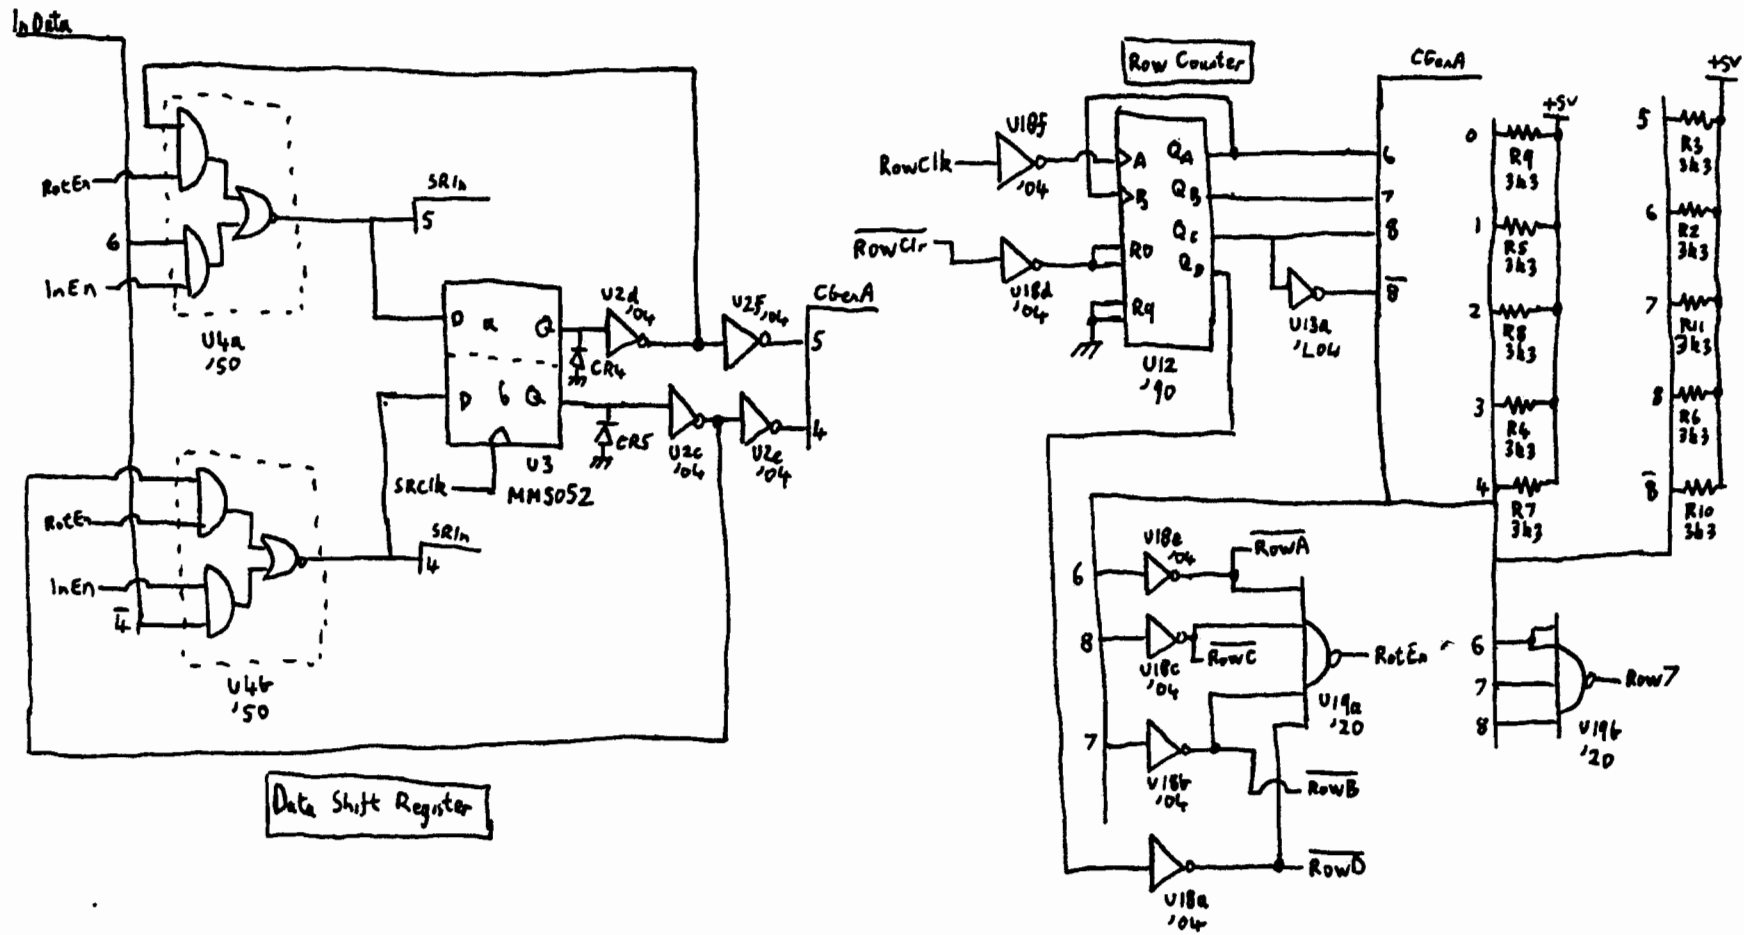 InData
RotEn
6
InEn
U4a
'50
SRIn
5
D a Q
D b Q
SRClk
U3
MM5052
U2d
'04
CR4
U2f
'04
CGenA
5
4
CR5
U2c
'04
U2e
'04
RotEn
InEn
4
U4b
'50
SRIn
4
Data Shift Register
Row Counter
RowClk
U18f
'04
RowClr
U18d
'04
A
B
R0
R9
QA
QB
QC
QD
U12
'90
CGenA
6
7
8
8
U13a
'L04
+5V
0
R9
3k3
1
R5
3k3
2
R8
3k3
3
R4
3k3
4
R7
3k3
+5V
5
R3
3k3
6
R2
3k3
7
R11
3k3
8
R6
3k3
8
R10
3k3
6
U18e
'04
RowA
8
U18c
'04
RowC
7
U18b
'04
RowB
U18a
'04
RowD
RotEn
U19a
'20
6
7
8
Row7
U19b
'20